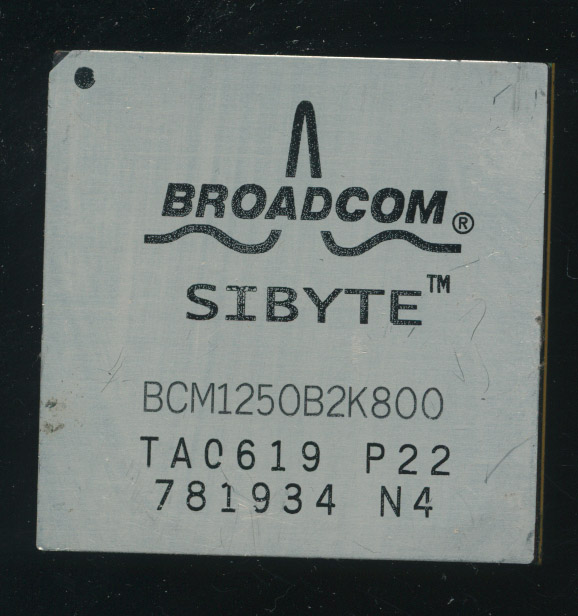 BROADCOM®
SIBYTE™
BCM1250B2K800
TA0619 P22
781934 N4